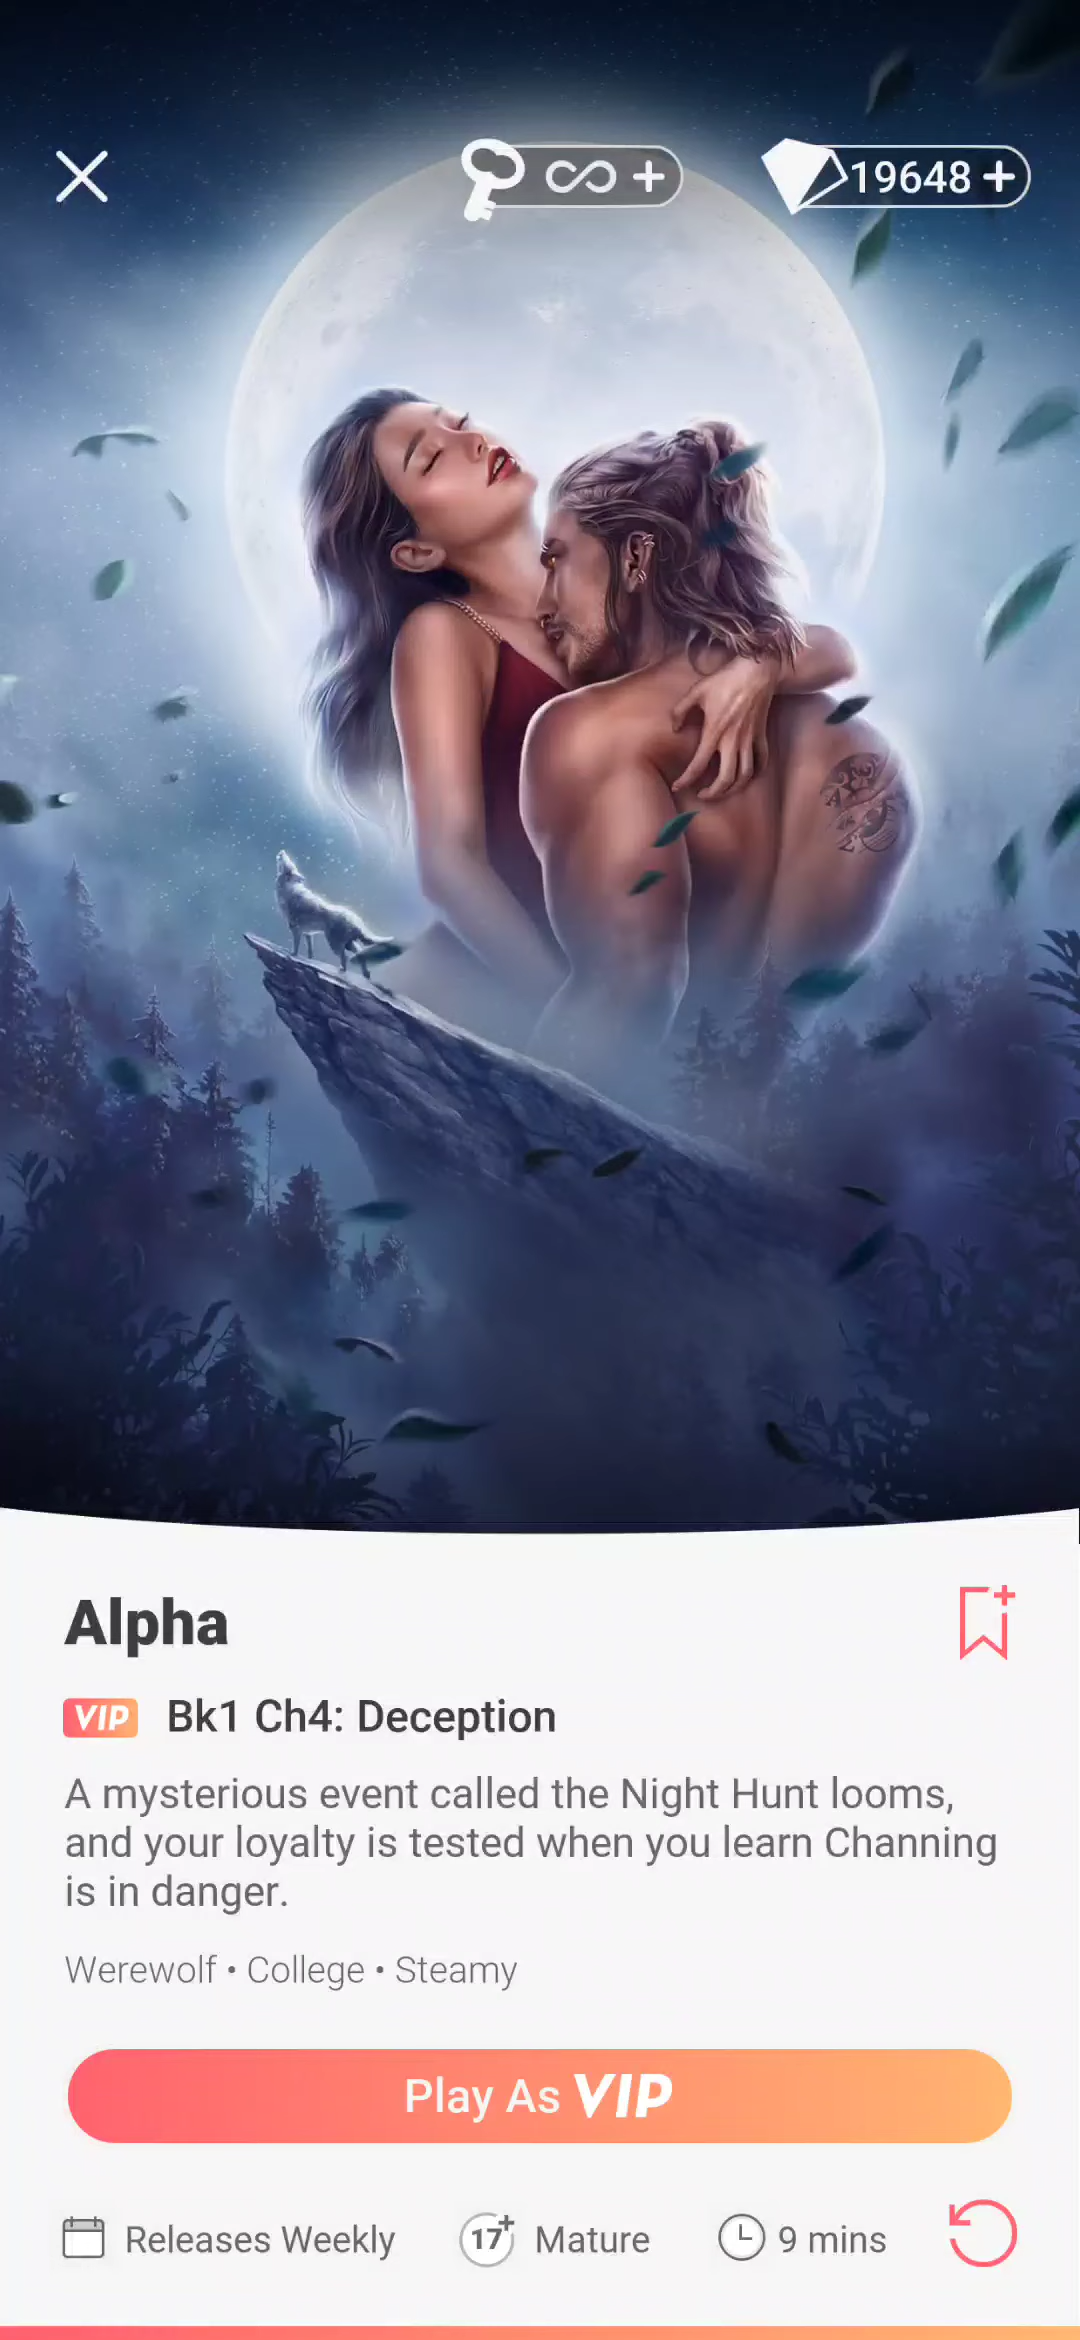 ∞ +
19648 +
Alpha
VIP Bk1 Ch4: Deception
A mysterious event called the Night Hunt looms,
and your loyalty is tested when you learn Channing
is in danger.
Werewolf • College • Steamy
Play As VIP
Releases Weekly 17+ Mature 9 mins